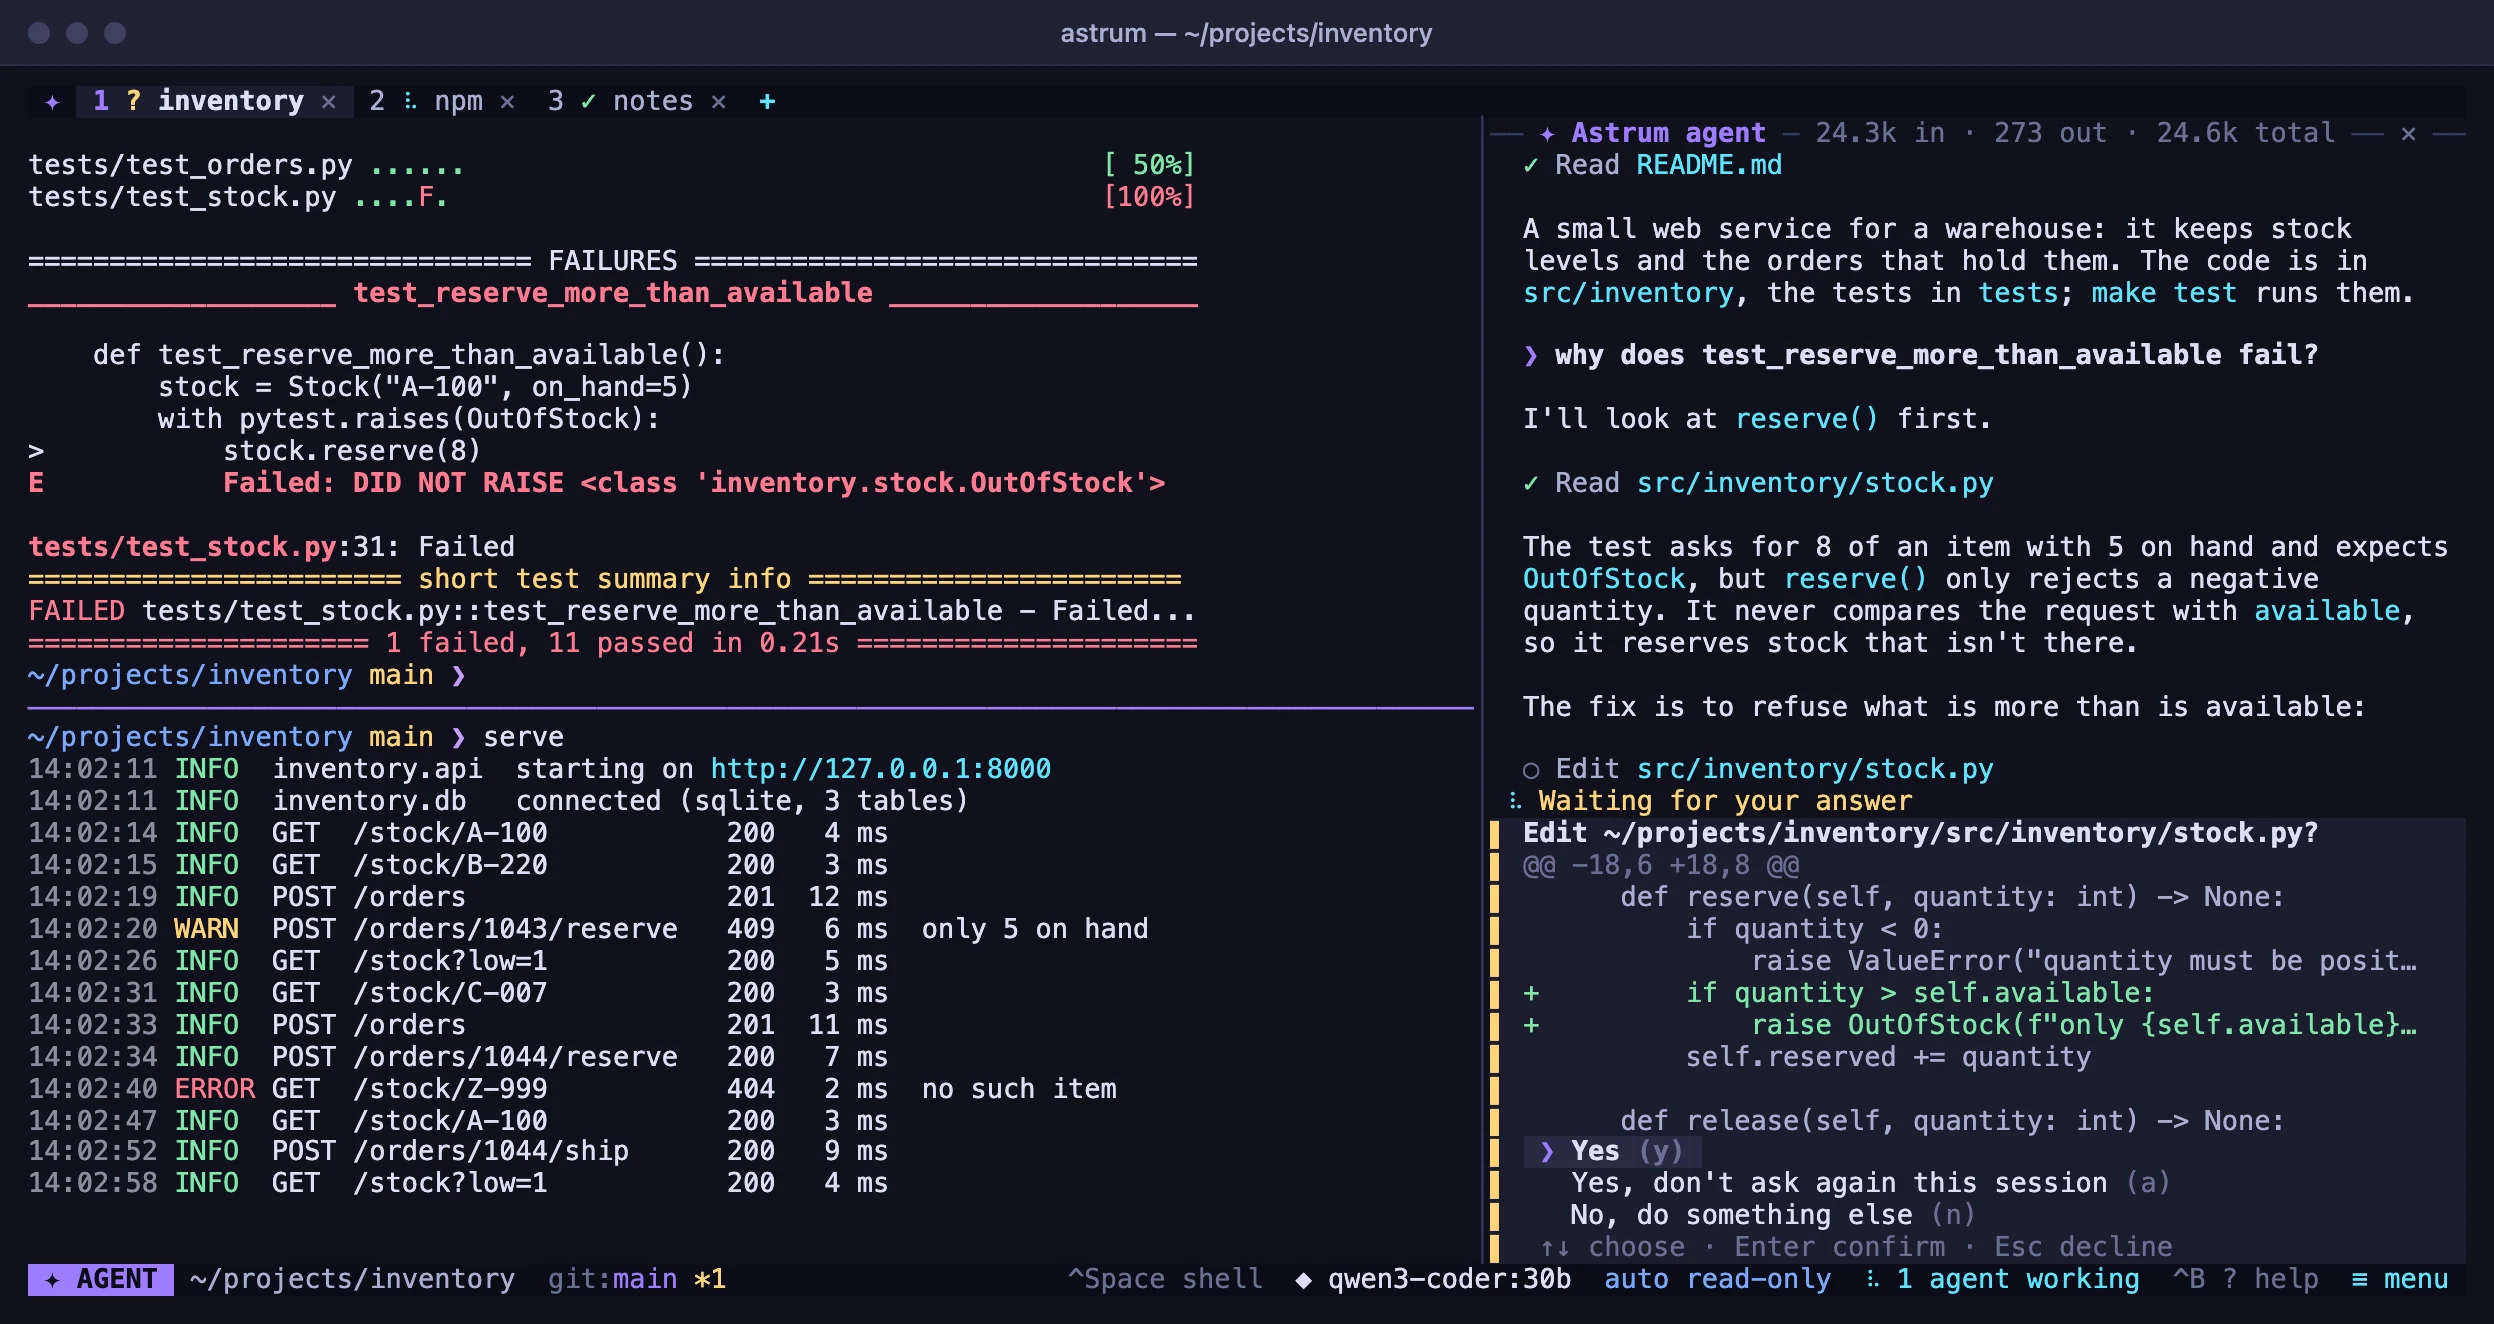 astrum — ~/projects/inventory
✦ 1 ? inventory × 2 ⠧ npm × 3 ✓ notes × +
tests/test_orders.py ...... [ 50%]
tests/test_stock.py ....F. [100%]
=============================== FAILURES ===============================
___________________ test_reserve_more_than_available ___________________
    def test_reserve_more_than_available():
        stock = Stock("A-100", on_hand=5)
        with pytest.raises(OutOfStock):
>           stock.reserve(8)
E           Failed: DID NOT RAISE <class 'inventory.stock.OutOfStock'>
tests/test_stock.py:31: Failed
======================= short test summary info =======================
FAILED tests/test_stock.py::test_reserve_more_than_available - Failed...
===================== 1 failed, 11 passed in 0.21s =====================
~/projects/inventory main ❯
~/projects/inventory main ❯ serve
14:02:11 INFO  inventory.api  starting on http://127.0.0.1:8000
14:02:11 INFO  inventory.db   connected (sqlite, 3 tables)
14:02:14 INFO  GET  /stock/A-100           200   4 ms
14:02:15 INFO  GET  /stock/B-220           200   3 ms
14:02:19 INFO  POST /orders                201  12 ms
14:02:20 WARN  POST /orders/1043/reserve   409   6 ms  only 5 on hand
14:02:26 INFO  GET  /stock?low=1           200   5 ms
14:02:31 INFO  GET  /stock/C-007           200   3 ms
14:02:33 INFO  POST /orders                201  11 ms
14:02:34 INFO  POST /orders/1044/reserve   200   7 ms
14:02:40 ERROR GET  /stock/Z-999           404   2 ms  no such item
14:02:47 INFO  GET  /stock/A-100           200   3 ms
14:02:52 INFO  POST /orders/1044/ship      200   9 ms
14:02:58 INFO  GET  /stock?low=1           200   4 ms
—— ✦ Astrum agent — 24.3k in · 273 out · 24.6k total —— × ——
✓ Read README.md
A small web service for a warehouse: it keeps stock
levels and the orders that hold them. The code is in
src/inventory, the tests in tests; make test runs them.
❯ why does test_reserve_more_than_available fail?
I'll look at reserve() first.
✓ Read src/inventory/stock.py
The test asks for 8 of an item with 5 on hand and expects
OutOfStock, but reserve() only rejects a negative
quantity. It never compares the request with available,
so it reserves stock that isn't there.
The fix is to refuse what is more than is available:
○ Edit src/inventory/stock.py
⠧ Waiting for your answer
Edit ~/projects/inventory/src/inventory/stock.py?
@@ -18,6 +18,8 @@
      def reserve(self, quantity: int) -> None:
          if quantity < 0:
              raise ValueError("quantity must be posit…
+         if quantity > self.available:
+             raise OutOfStock(f"only {self.available}…
          self.reserved += quantity
      def release(self, quantity: int) -> None:
❯ Yes (y)
Yes, don't ask again this session (a)
No, do something else (n)
↑↓ choose · Enter confirm · Esc decline
✦ AGENT ~/projects/inventory git:main *1 ^Space shell ◆ qwen3-coder:30b auto read-only ⠧ 1 agent working ^B ? help ≡ menu